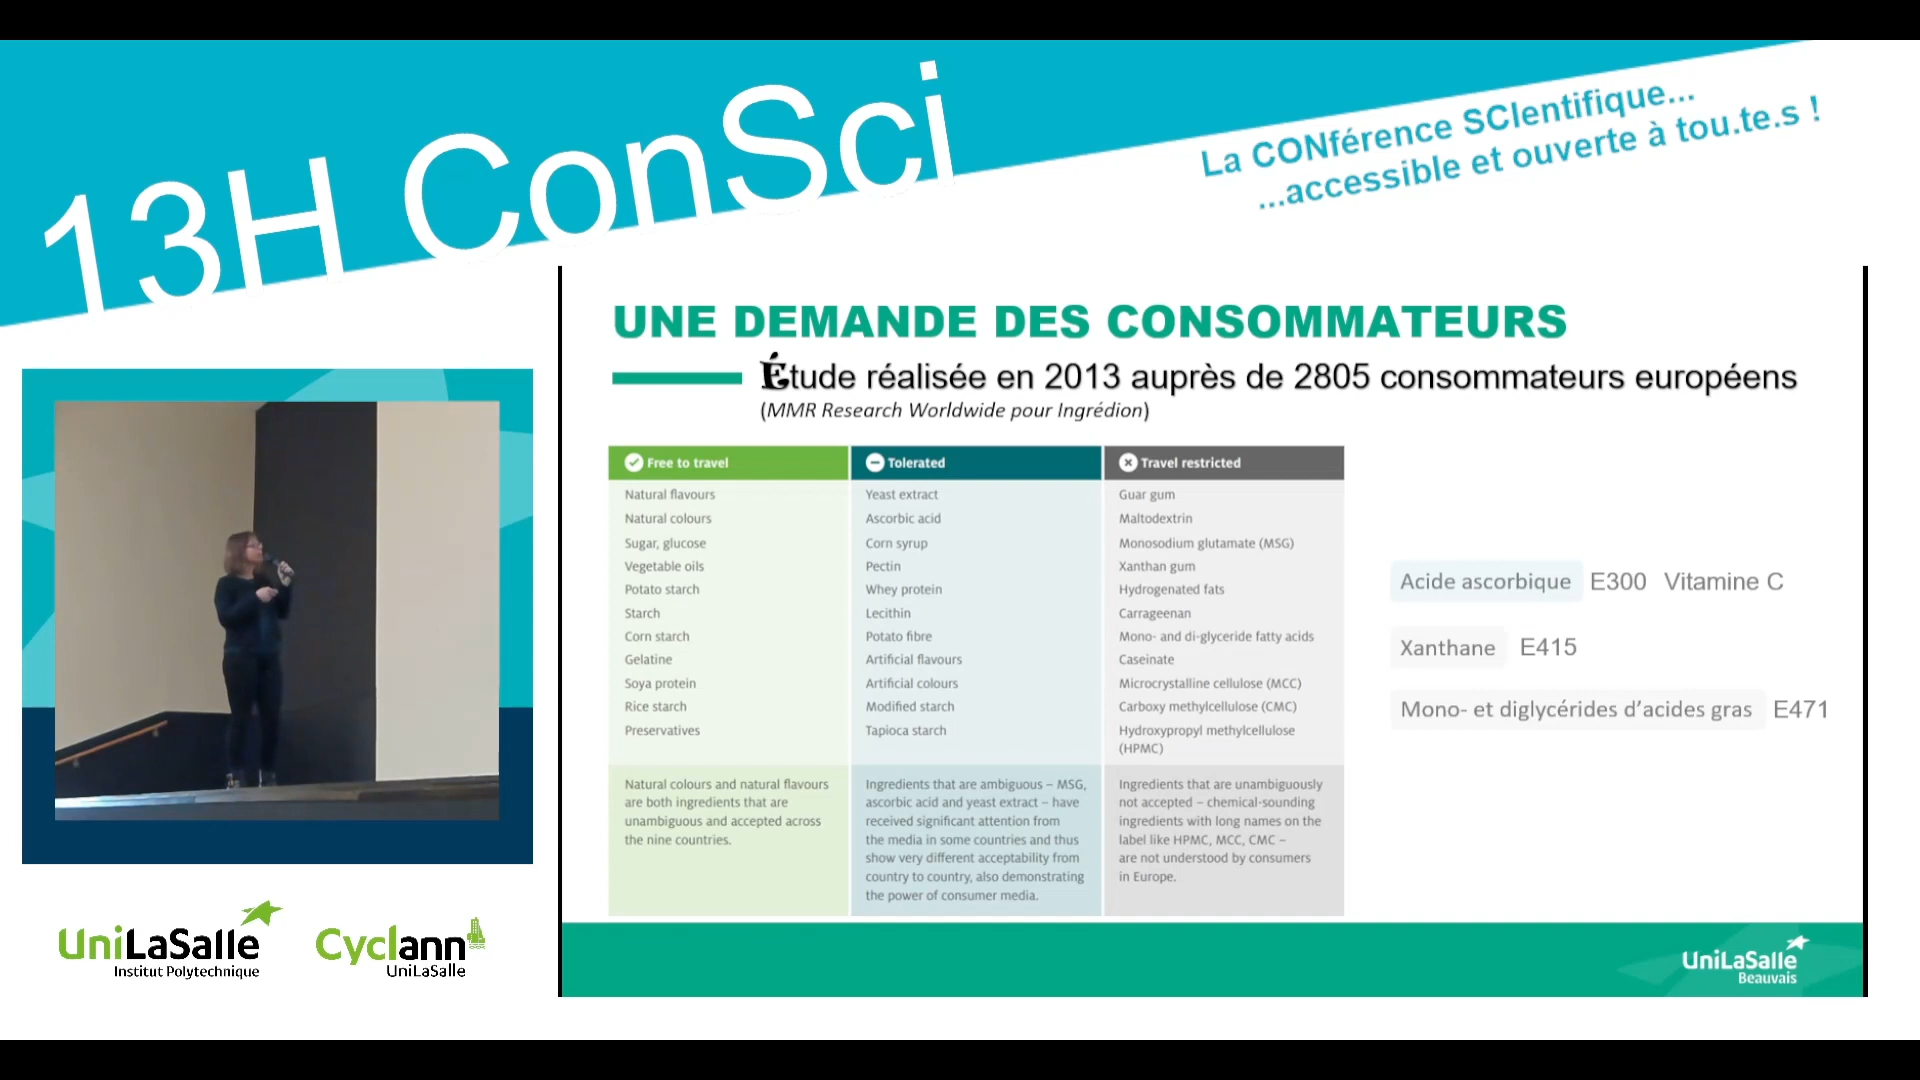 13H ConSci
La CONférence SCIentifique...
...accessible et ouverte à tou.te.s !
UNE DEMANDE DES CONSOMMATEURS
Étude réalisée en 2013 auprès de 2805 consommateurs européens
(MMR Research Worldwide pour Ingrédion)
Free to travel
Natural flavours
Natural colours
Sugar, glucose
Vegetable oils
Potato starch
Starch
Corn starch
Gelatine
Soya protein
Rice starch
Preservatives
Natural colours and natural flavours
are both ingredients that are
unambiguous and accepted across
the nine countries.
Tolerated
Yeast extract
Ascorbic acid
Corn syrup
Pectin
Whey protein
Lecithin
Potato fibre
Artificial flavours
Artificial colours
Modified starch
Tapioca starch
Ingredients that are ambiguous – MSG,
ascorbic acid and yeast extract – have
received significant attention from
the media in some countries and thus
show very different acceptability from
country to country, also demonstrating
the power of consumer media.
Travel restricted
Guar gum
Maltodextrin
Monosodium glutamate (MSG)
Xanthan gum
Hydrogenated fats
Carrageenan
Mono- and di-glyceride fatty acids
Caseinate
Microcrystalline cellulose (MCC)
Carboxy methylcellulose (CMC)
Hydroxypropyl methylcellulose
(HPMC)
Ingredients that are unambiguously
not accepted – chemical-sounding
ingredients with long names on the
label like HPMC, MCC, CMC –
are not understood by consumers
in Europe.
Acide ascorbique E300 Vitamine C
Xanthane E415
Mono- et diglycérides d'acides gras E471
UniLaSalle
Institut Polytechnique
Cyclann
UniLaSalle
UniLaSalle
Beauvais